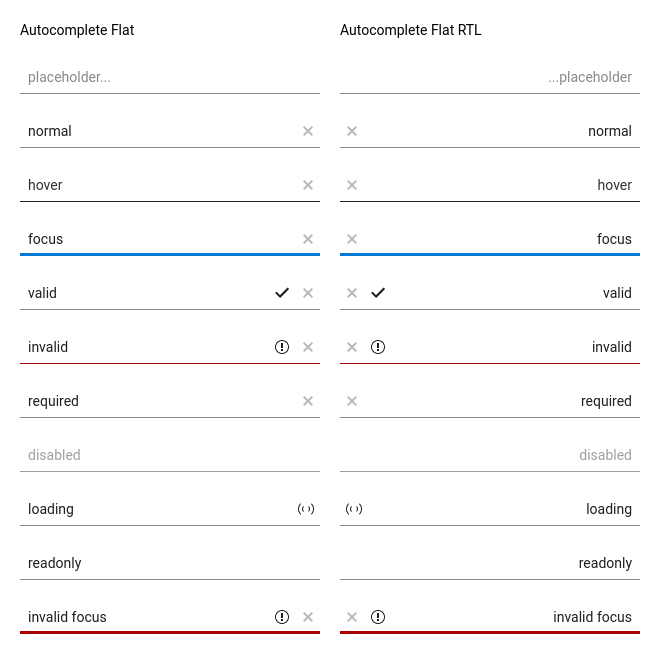 Autocomplete Flat
placeholder...
normal
hover
focus
valid
invalid
required
disabled
loading
readonly
invalid focus
Autocomplete Flat RTL
...placeholder
normal
hover
focus
valid
invalid
required
disabled
loading
readonly
invalid focus